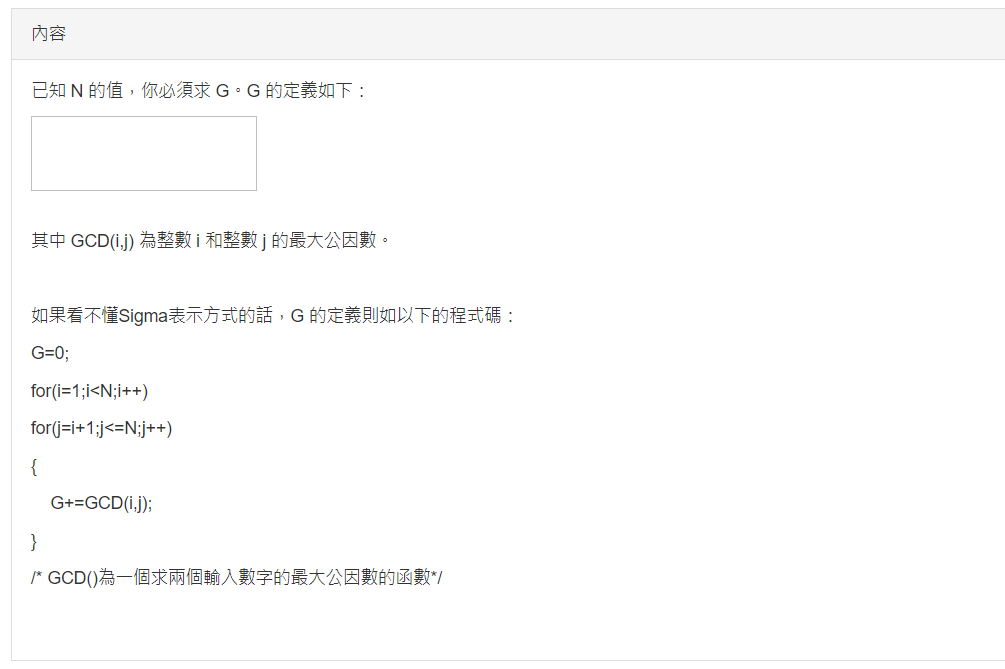 內容
已知 N 的值，你必須求 G。G 的定義如下：
其中 GCD(i,j) 為整數 i 和整數 j 的最大公因數。
如果看不懂Sigma表示方式的話，G 的定義則如以下的程式碼：
G=0;
for(i=1;i<N;i++)
for(j=i+1;j<=N;j++)
{
G+=GCD(i,j);
}
/* GCD()為一個求兩個輸入數字的最大公因數的函數*/